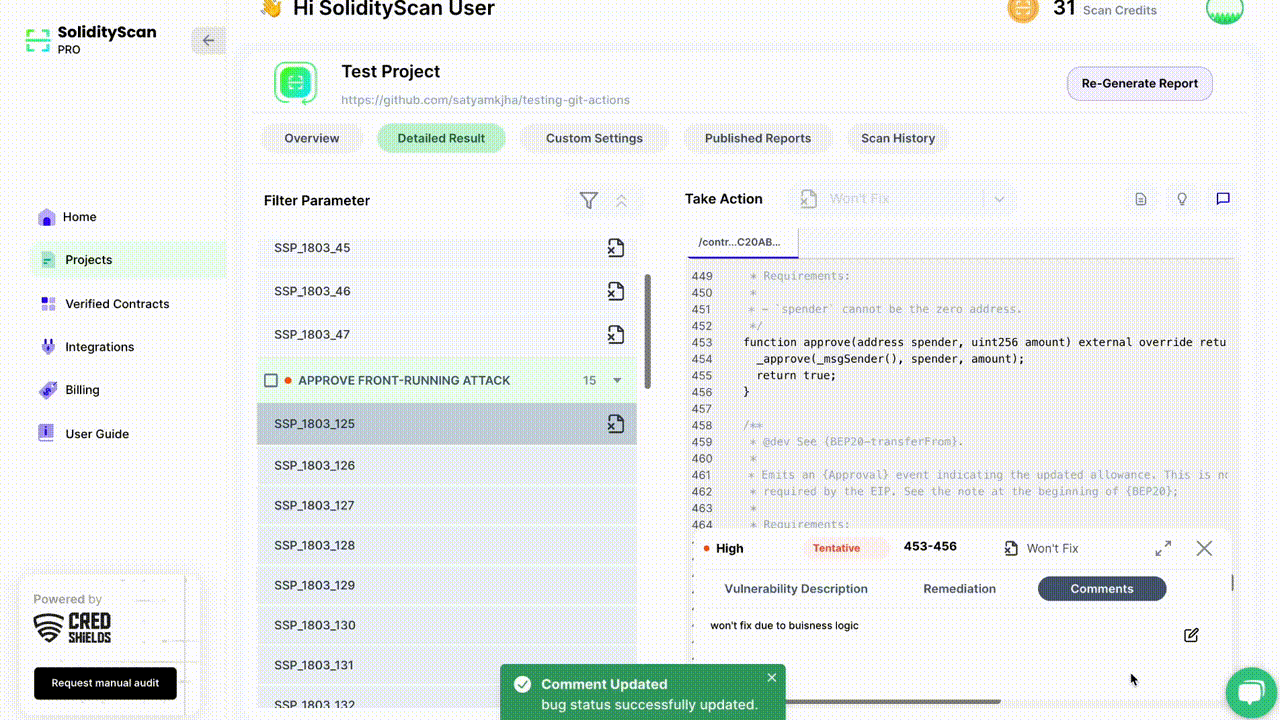 👋 Hi SolidityScan User
31 Scan Credits
SolidityScan
PRO
Test Project
https://github.com/satyamkjha/testing-git-actions
Re-Generate Report
Overview
Detailed Result
Custom Settings
Published Reports
Scan History
Home
Projects
Verified Contracts
Integrations
Billing
User Guide
Powered by
CRED
SHIELDS
Request manual audit
Filter Parameter
SSP_1803_45
SSP_1803_46
SSP_1803_47
APPROVE FRONT-RUNNING ATTACK 15
SSP_1803_125
SSP_1803_126
SSP_1803_127
SSP_1803_128
SSP_1803_129
SSP_1803_130
SSP_1803_131
SSP_1803_132
Take Action
Won't Fix
/contr...C20AB...
449 * Requirements:
450 *
451 * - `spender` cannot be the zero address.
452 */
453 function approve(address spender, uint256 amount) external override retu
454 _approve(_msgSender(), spender, amount);
455 return true;
456 }
457
458 /**
459 * @dev See {BEP20-transferFrom}.
460 *
461 * Emits an {Approval} event indicating the updated allowance. This is no
462 * required by the EIP. See the note at the beginning of {BEP20};
463 *
464 * Requirements:
High
Tentative
453-456
Won't Fix
Vulnerability Description
Remediation
Comments
won't fix due to buisness logic
Comment Updated
bug status successfully updated.